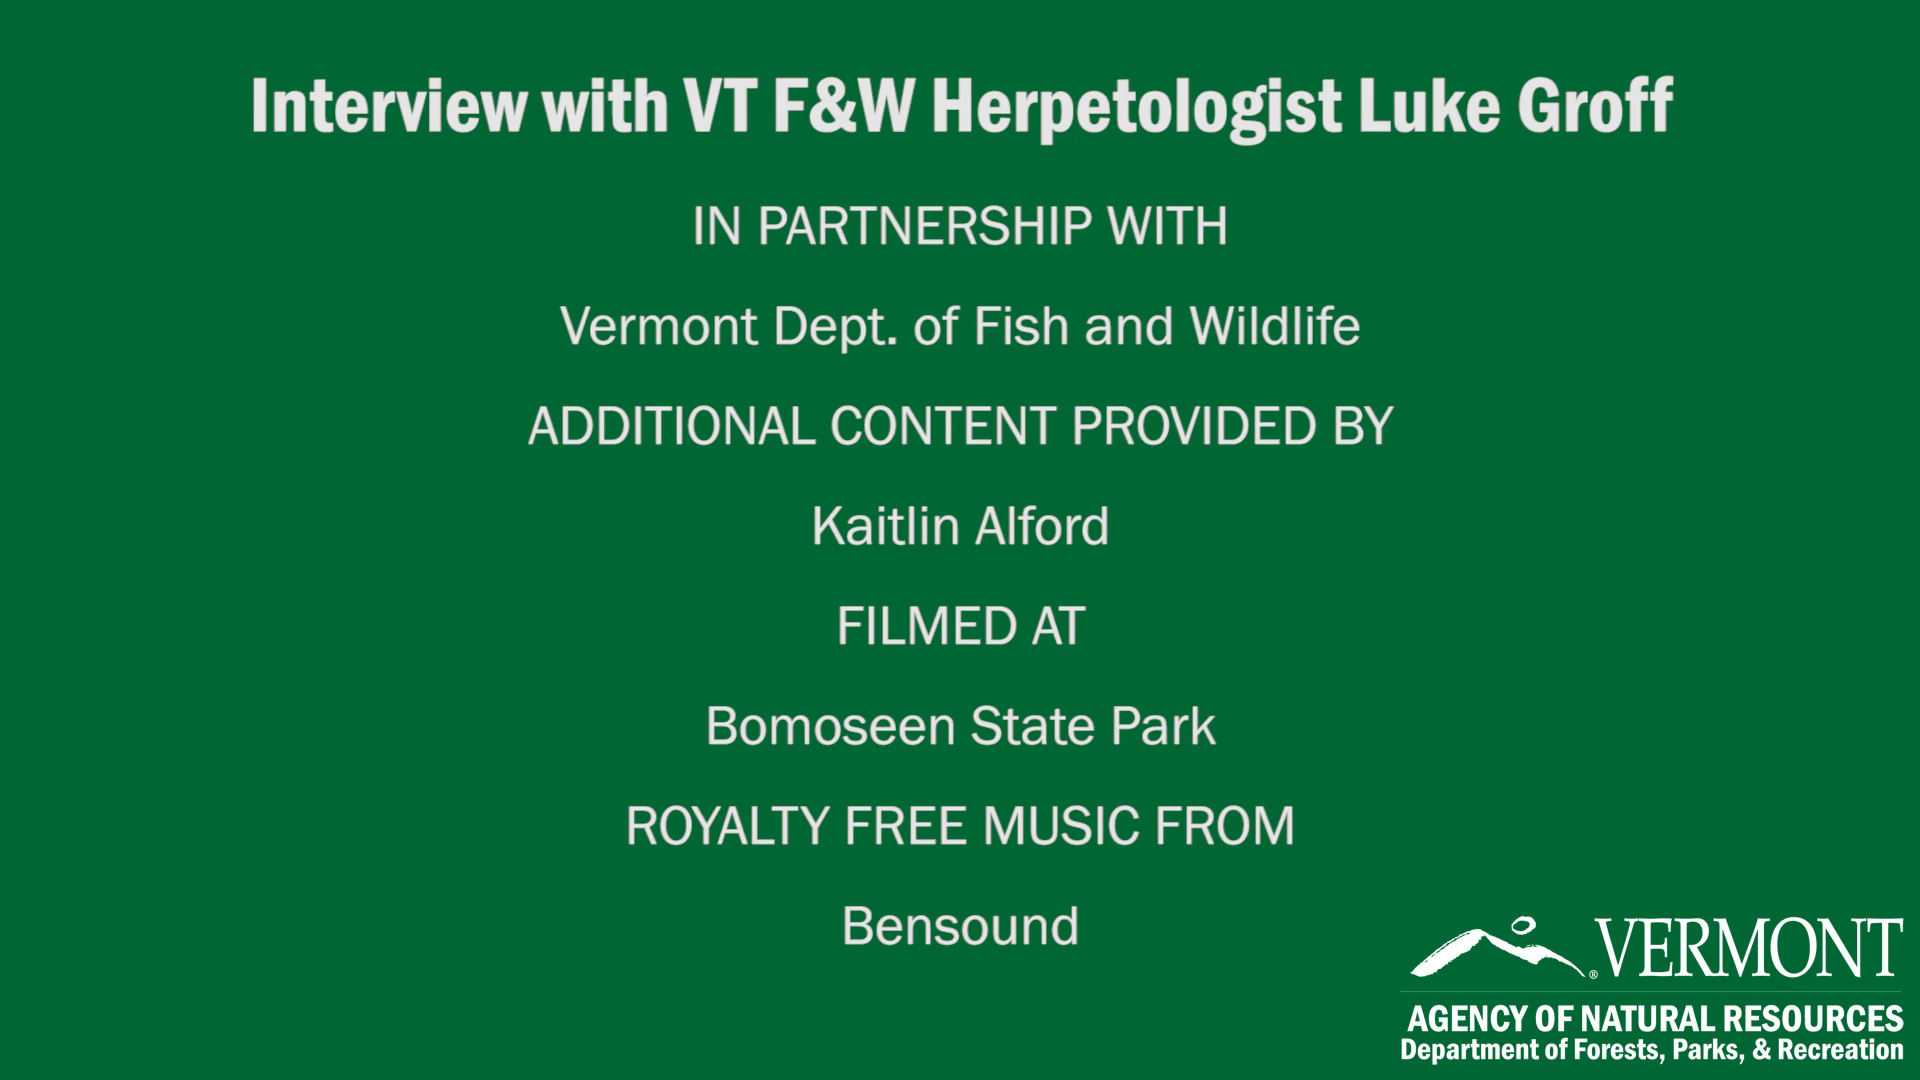 Interview with VT F&W Herpetologist Luke Groff
IN PARTNERSHIP WITH
Vermont Dept. of Fish and Wildlife
ADDITIONAL CONTENT PROVIDED BY
Kaitlin Alford
FILMED AT
Bomoseen State Park
ROYALTY FREE MUSIC FROM
Bensound
® VERMONT
AGENCY OF NATURAL RESOURCES
Department of Forests, Parks, & Recreation